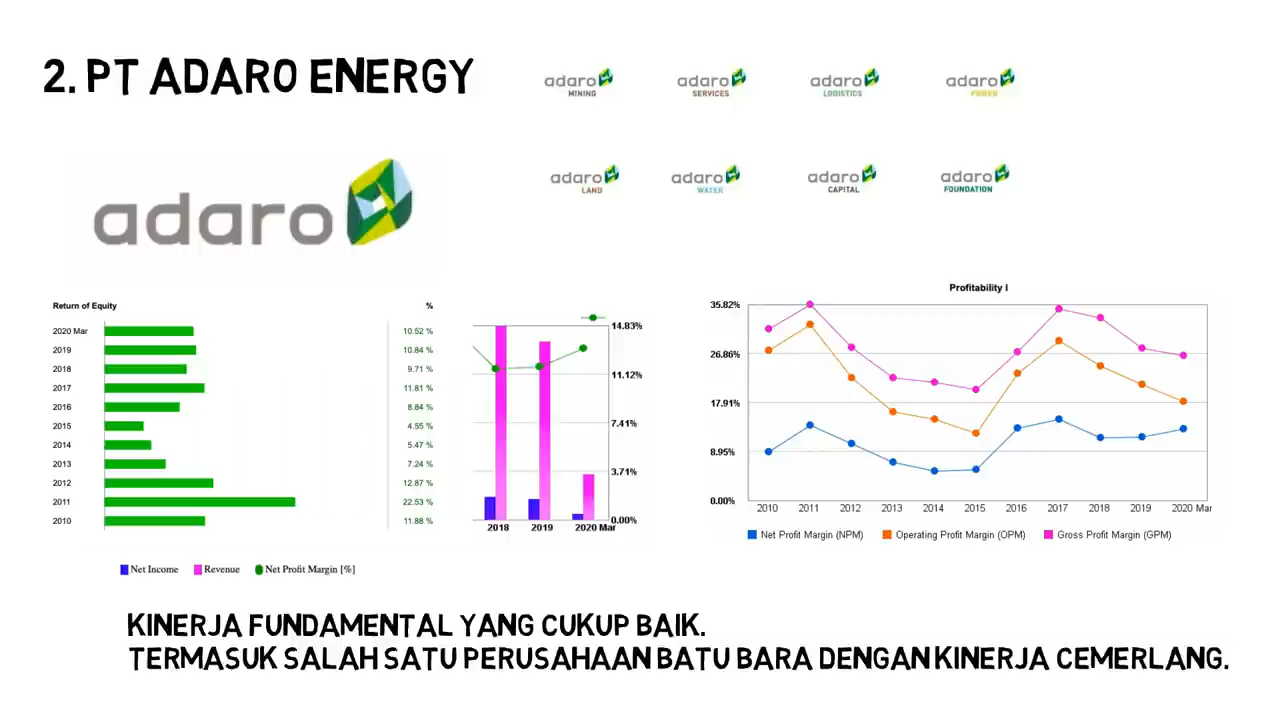 2. PT ADARO ENERGY
adaro
MINING
adaro
SERVICES
adaro
LOGISTICS
adaro
POWER
adaro
LAND
adaro
WATER
adaro
CAPITAL
adaro
FOUNDATION
adaro
Return of Equity %
2020 Mar 10.52 %
2019 10.84 %
2018 9.71 %
2017 11.81 %
2016 8.84 %
2015 4.55 %
2014 5.47 %
2013 7.24 %
2012 12.87 %
2011 22.53 %
2010 11.88 %
14.83%
11.12%
7.41%
3.71%
0.00%
2018 2019 2020 Mar
Net Income Revenue Net Profit Margin [%]
Profitability I
35.82%
26.86%
17.91%
8.95%
0.00%
2010 2011 2012 2013 2014 2015 2016 2017 2018 2019 2020 Mar
Net Profit Margin (NPM) Operating Profit Margin (OPM) Gross Profit Margin (GPM)
KINERJA FUNDAMENTAL YANG CUKUP BAIK.
TERMASUK SALAH SATU PERUSAHAAN BATU BARA DENGAN KINERJA CEMERLANG.